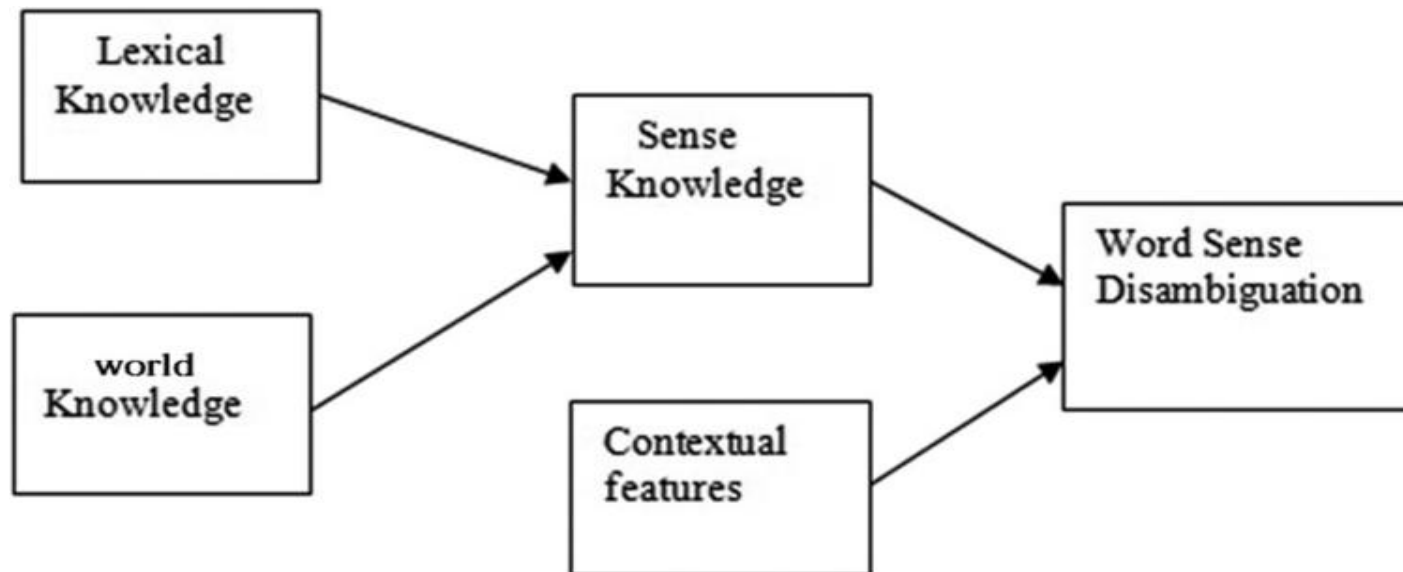 Lexical
Knowledge
Sense
Knowledge
Word Sense
Disambiguation
world
Knowledge
Contextual
features